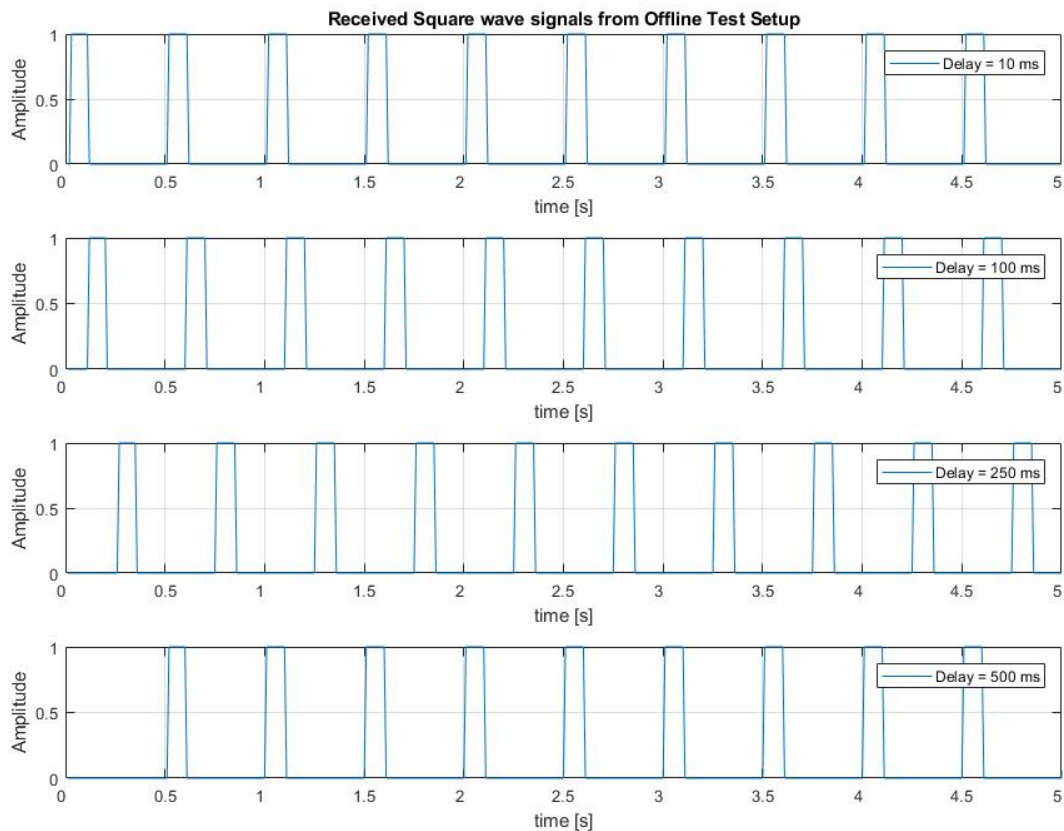 Received Square wave signals from Offline Test Setup
Amplitude
1
0.5
0
Delay = 10 ms
0 0.5 1 1.5 2 2.5 3 3.5 4 4.5 5
time [s]
Amplitude
1
0.5
0
Delay = 100 ms
0 0.5 1 1.5 2 2.5 3 3.5 4 4.5 5
time [s]
Amplitude
1
0.5
0
Delay = 250 ms
0 0.5 1 1.5 2 2.5 3 3.5 4 4.5 5
time [s]
Amplitude
1
0.5
0
Delay = 500 ms
0 0.5 1 1.5 2 2.5 3 3.5 4 4.5 5
time [s]